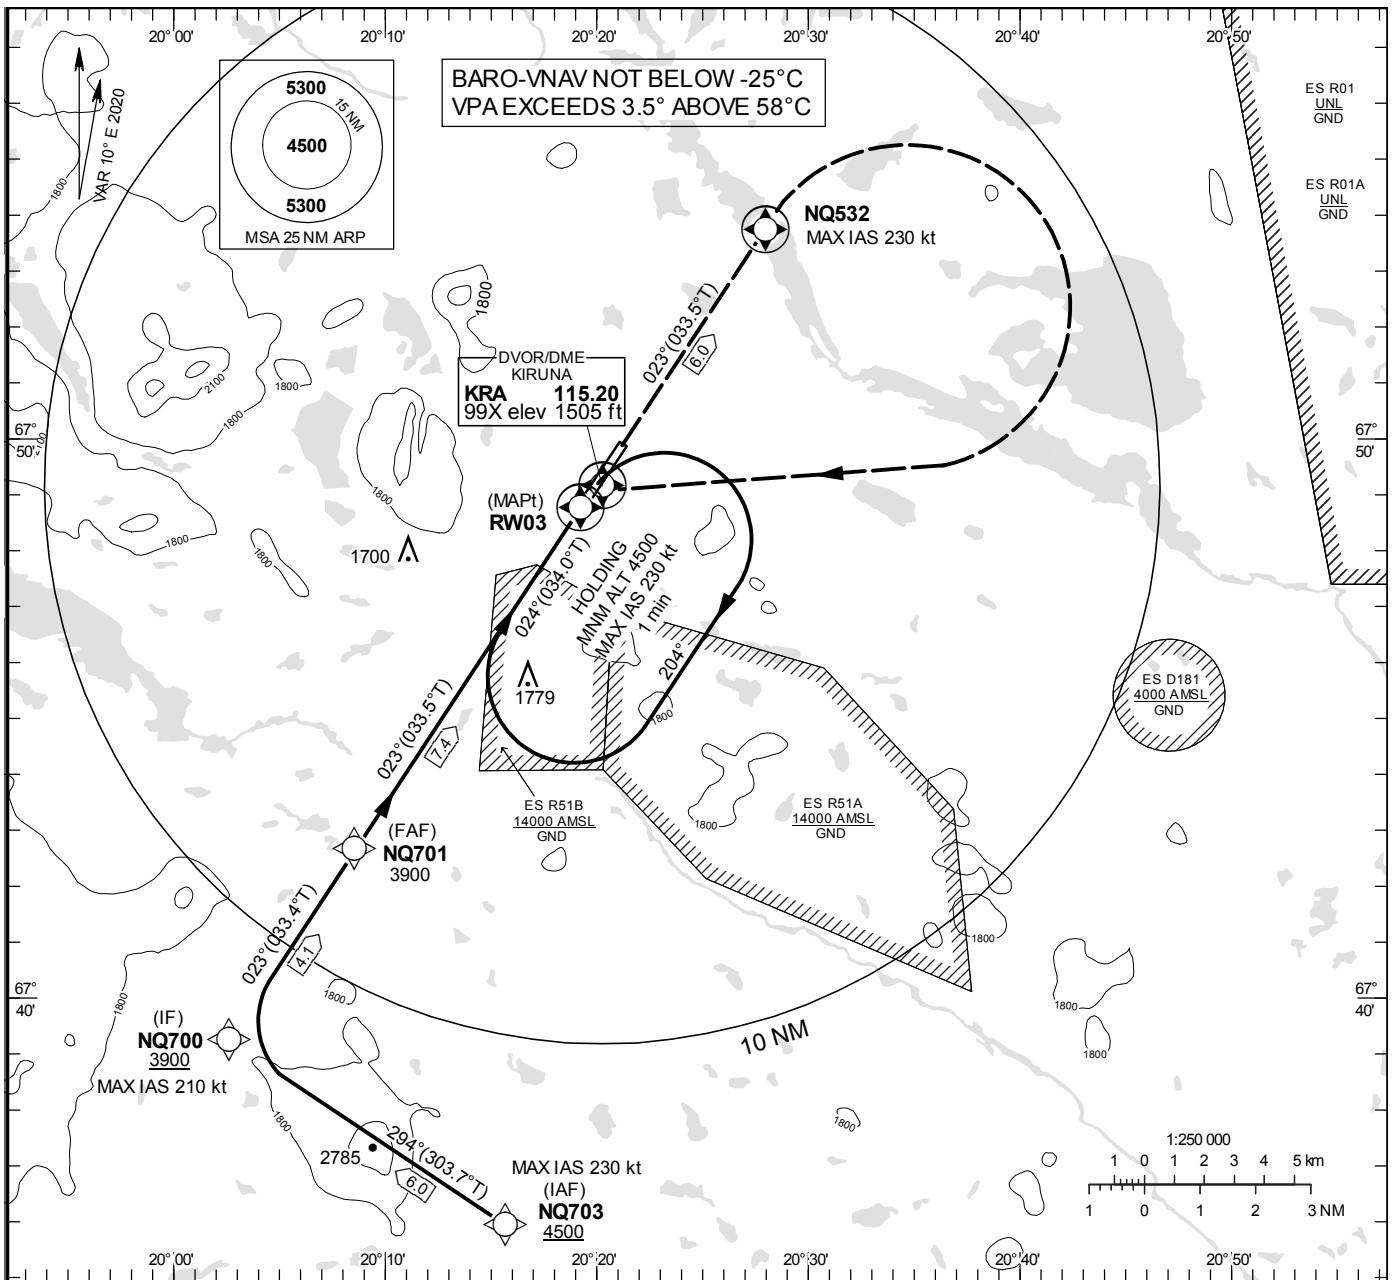 20° 00'
20° 10'
20° 20'
20° 30'
20° 40'
20° 50'
VAR 10° E 2020
5300
15 NM
4500
5300
MSA 25 NM ARP
BARO-VNAV NOT BELOW -25°C
VPA EXCEEDS 3.5° ABOVE 58°C
ES R01
UNL
GND
ES R01A
UNL
GND
1800
NQ532
MAX IAS 230 kt
1800
023°(033.5°T)
6.0
DVOR/DME
KIRUNA
KRA 115.20
99X elev 1505 ft
2100
1800
1800
67°
50'
2100
67°
50'
1800
(MAPt)
RW03
1800
1800
1700
024°(034.0°T)
HOLDING
MNM ALT 4500
MAX IAS 230 kt
1 min
204°
1779
1800
ES D181
4000 AMSL
GND
023°(033.5°T)
7.4
ES R51B
14000 AMSL
GND
ES R51A
14000 AMSL
GND
1800
(FAF)
NQ701
3900
023°(033.4°T)
4.1
1800
1800
1800
1800
1800
67°
40'
67°
40'
(IF)
NQ700
3900
MAX IAS 210 kt
10 NM
1800
1800
2785
294°(303.7°T)
6.0
MAX IAS 230 kt
(IAF)
NQ703
4500
1:250 000
1 0 1 2 3 4 5 km
1 0 1 2 3 NM
20° 00'
20° 10'
20° 20'
20° 30'
20° 40'
20° 50'